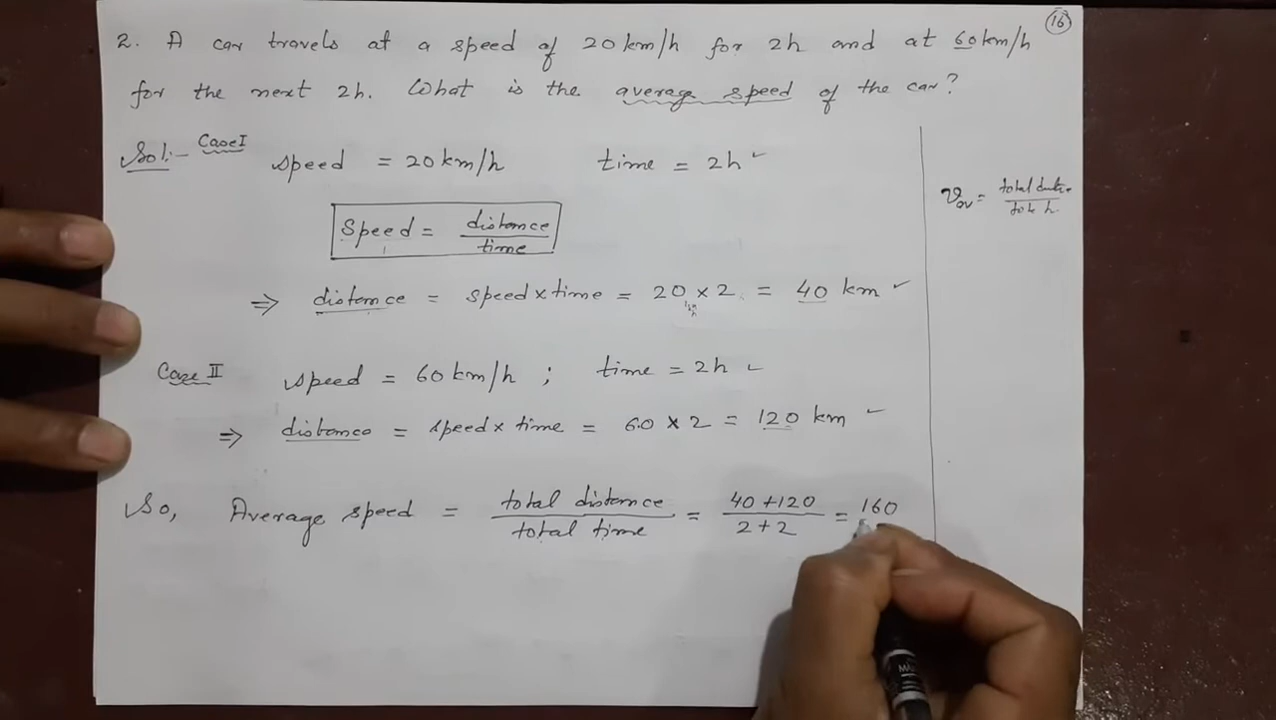 16
2. A car travels at a speed of 20 km/h for 2h and at 60 km/h
for the next 2h. What is the average speed of the car?
Sol:- Case I speed = 20 km/h time = 2h ✓
Speed = distance/time
⇒ distance = speed × time = 20 × 2 = 40 km ✓
Case II speed = 60 km/h ; time = 2h ✓
⇒ distance = speed × time = 60 × 2 = 120 km ✓
So, Average speed = total distance/total time = 40+120/2+2 = 160
Vav = total